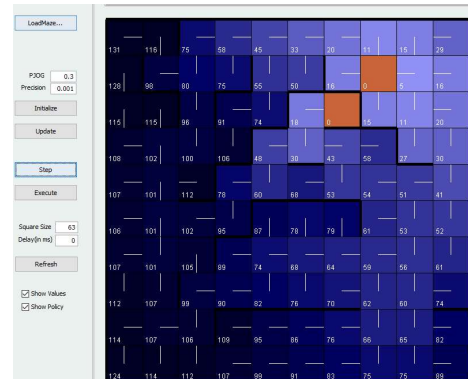 LoadMaze...
PJOG 0.3
Precision 0.001
Initialize
Update
Step
Execute
Square Size 63
Delay(in ms) 0
Refresh
Show Values
Show Policy
131 116 75 58 45 33 20 11 15 29
128 98 80 75 55 50 16 0 5 16
115 115 96 91 74 18 0 15 11 20
108 102 100 106 48 30 43 58 27 30
107 101 112 78 60 68 53 54 51 41
106 101 102 95 87 78 79 61 53 52
107 101 105 89 74 68 64 59 56 61
112 107 99 90 82 76 70 62 60 74
114 107 106 109 95 86 76 66 65 82
124 114 112 107 99 91 83 75 75 89